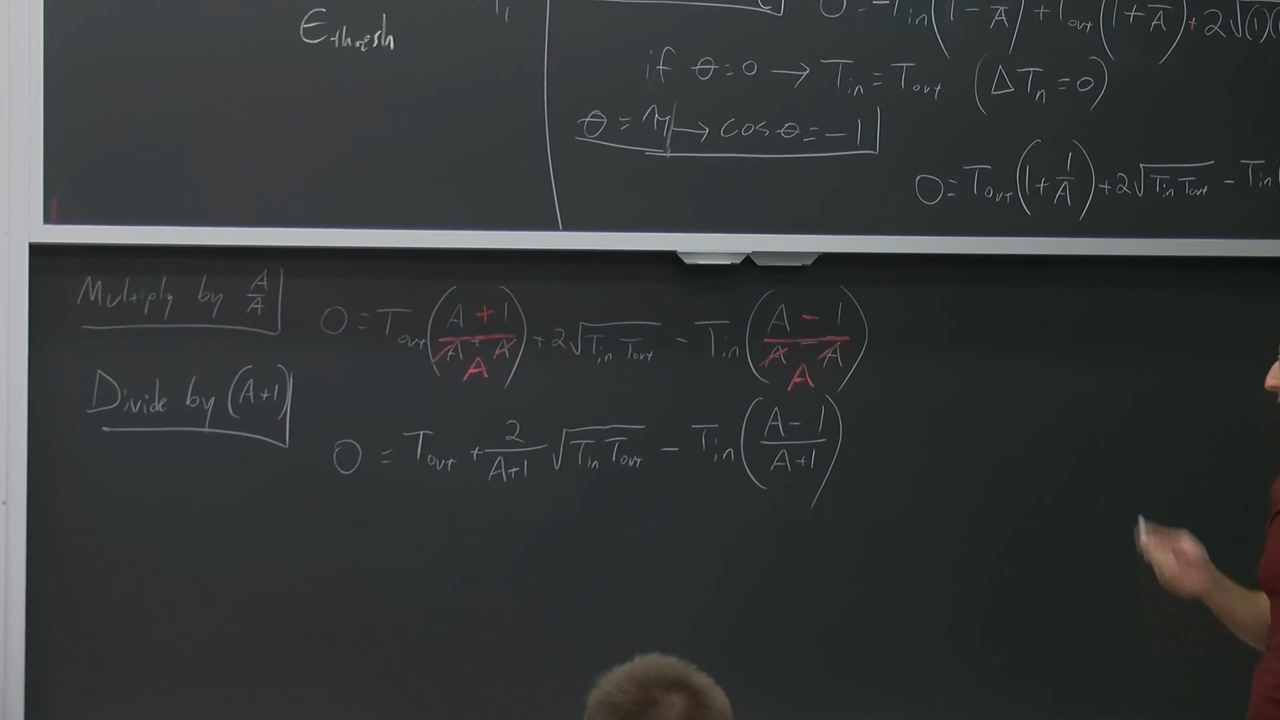 E_thresh
0 = -T_in(1 - 1/A) + T_out(1 + 1/A) + 2√(1)(
if θ = 0 → T_in = T_out (ΔT_n = 0)
θ = π → cos θ = -1
0 = T_out(1 + 1/A) + 2√(T_in T_out) - T_in
Multiply by A/A
0 = T_out((A + 1)/A) + 2√(T_in T_out) - T_in((A - 1)/A)
Divide by (A+1)
0 = T_out + 2/(A+1) √(T_in T_out) - T_in((A - 1)/(A + 1))